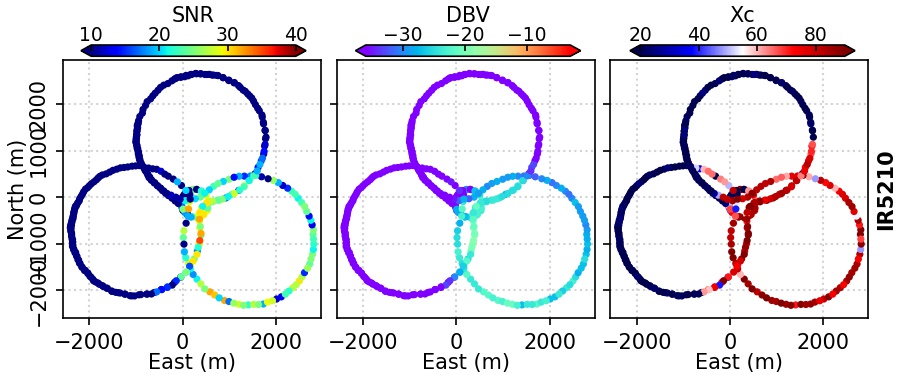 SNR DBV Xc
10 20 30 40 −30 −20 −10 20 40 60 80
North (m)
2000
1000
0
−1000
−2000
IR5210
−2000 0 2000 −2000 0 2000 −2000 0 2000
East (m) East (m) East (m)